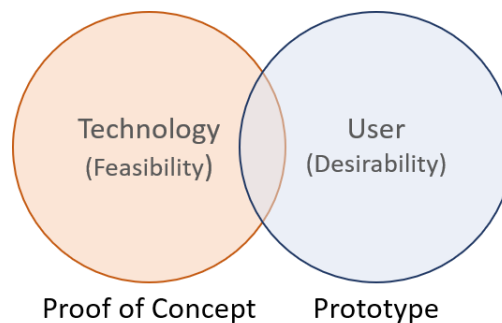 Technology
(Feasibility)
User
(Desirability)
Proof of Concept
Prototype